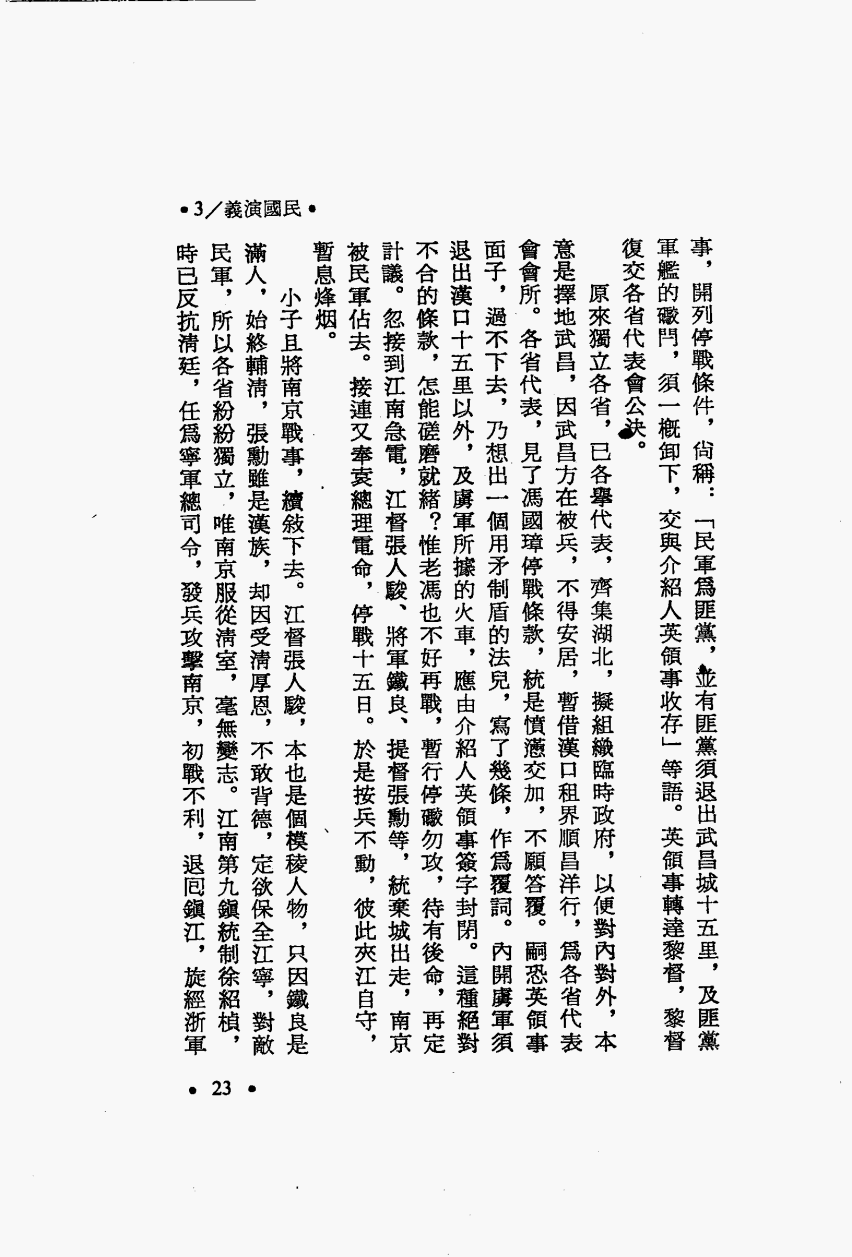 •3/義演國民•
事，開列停戰條件，尙稱：「民軍爲匪黨，並有匪黨須退出武昌城十五里，及匪黨
軍艦的礮閂，須一概卸下，交與介紹人英領事收存」等語。英領事轉達黎督，黎督
復交各省代表會公決。
原來獨立各省，已各舉代表，齊集湖北，擬組織臨時政府，以便對內對外，本
意是擇地武昌，因武昌方在被兵，不得安居，暫借漢口租界順昌洋行，爲各省代表
會會所。各省代表，見了馮國璋停戰條款，統是憤懣交加，不願答覆。嗣恐英領事
面子，過不下去，乃想出一個用矛制盾的法兒，寫了幾條，作爲覆詞。內開虜軍須
退出漢口十五里以外，及虜軍所據的火車，應由介紹人英領事簽字封閉。這種絕對
不合的條款，怎能磋磨就緒？惟老馮也不好再戰，暫行停礮勿攻，待有後命，再定
計議。忽接到江南急電，江督張人駿、將軍鐵良、提督張勳等，統棄城出走，南京
被民軍佔去。接連又奉袁總理電命，停戰十五日。於是按兵不動，彼此夾江自守，
暫息烽烟。
小子且將南京戰事，續敍下去。江督張人駿，本也是個模稜人物，只因鐵良是
滿人，始終輔淸，張勳雖是漢族，却因受淸厚恩，不敢背德，定欲保全江寧，對敵
民軍，所以各省紛紛獨立，唯南京服從淸室，毫無變志。江南第九鎭統制徐紹楨，
時已反抗淸廷，任爲寧軍總司令，發兵攻擊南京，初戰不利，退囘鎭江，旋經浙軍
• 23 •